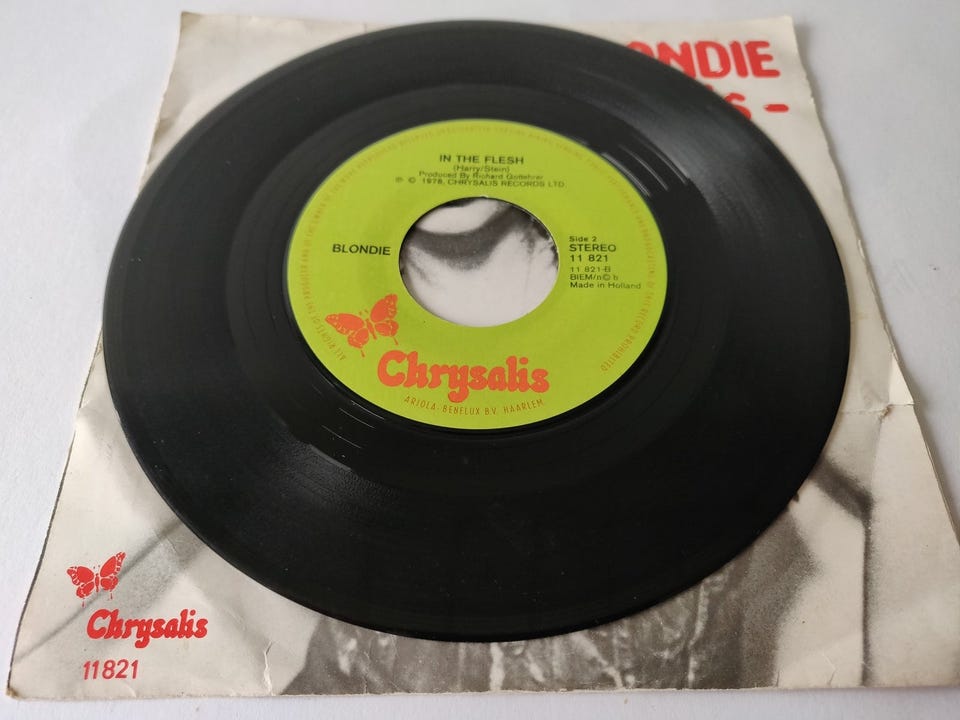 ONDIE
IN THE FLESH
(Harry/Stein)
Produced By Richard Gottehrer
℗ © 1978, CHRYSALIS RECORDS LTD.
BLONDIE
Side 2
STEREO
11 821
11 821-B
BIEM/n©b
Made in Holland
Chrysalis
ARIOLA-BENELUX B.V. HAARLEM
Chrysalis
11821